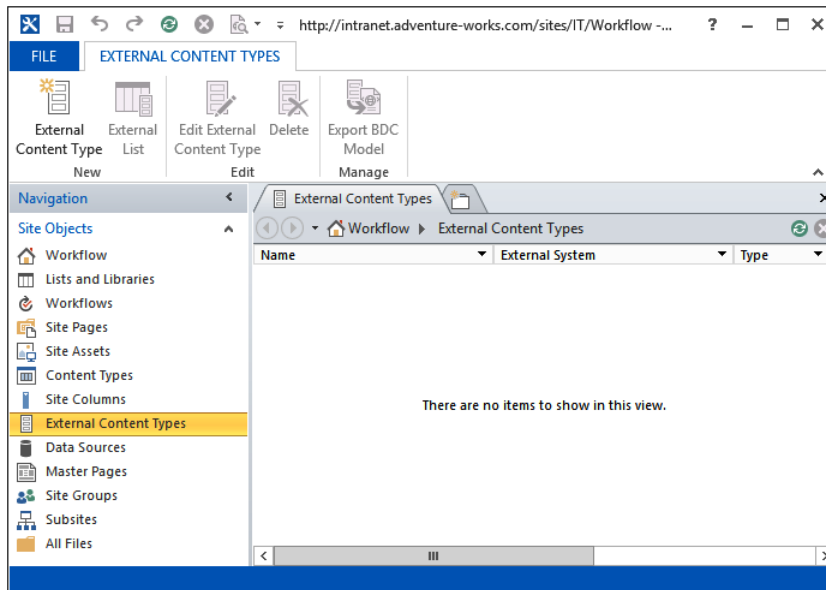 http://intranet.adventure-works.com/sites/IT/Workflow -...
?
FILE
EXTERNAL CONTENT TYPES
External Content Type
External List
Edit External Content Type
Delete
Export BDC Model
New
Edit
Manage
Navigation
Site Objects
Workflow
Lists and Libraries
Workflows
Site Pages
Site Assets
Content Types
Site Columns
External Content Types
Data Sources
Master Pages
Site Groups
Subsites
All Files
External Content Types
Workflow
External Content Types
Name
External System
Type
There are no items to show in this view.